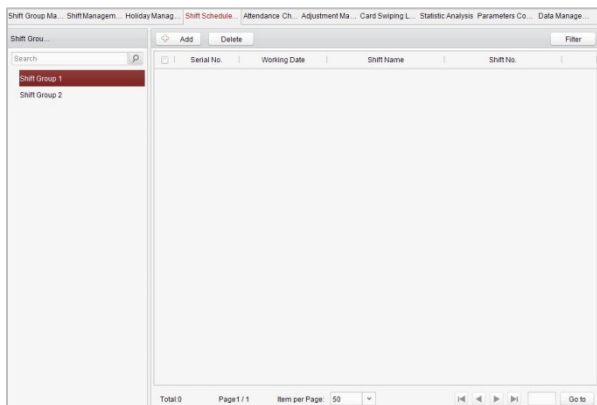 Shift Group Ma... Shift Managem... Holiday Manag... Shift Schedule... Attendance Ch... Adjustment Ma... Card Swiping L... Statistic Analysis Parameters Co... Data Manage...
Shift Grou...
Add Delete Filter
Search
Serial No. Working Date Shift Name Shift No.
Shift Group 1
Shift Group 2
Total:0 Page1 / 1 Item per Page: 50 Go to